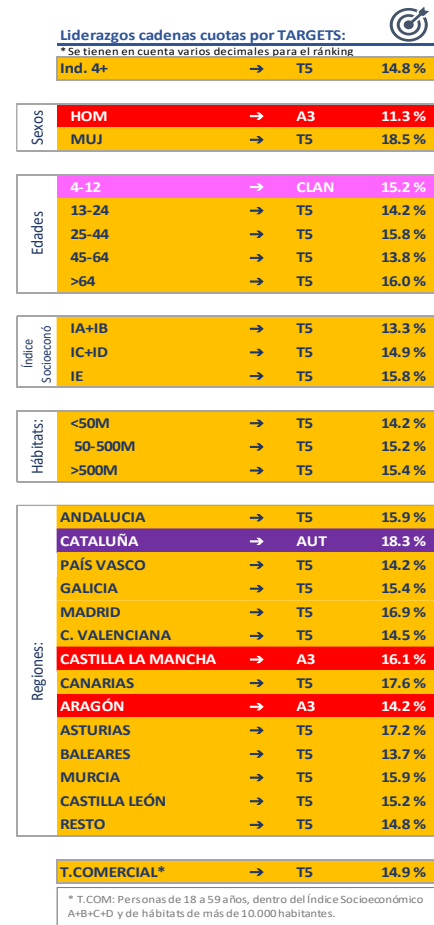 Liderazgos cadenas cuotas por TARGETS:
* Se tienen en cuenta varios decimales para el ránking
Ind. 4+ ➔ T5 14.8 %
Sexos
HOM ➔ A3 11.3 %
MUJ ➔ T5 18.5 %
Edades
4-12 ➔ CLAN 15.2 %
13-24 ➔ T5 14.2 %
25-44 ➔ T5 15.8 %
45-64 ➔ T5 13.8 %
>64 ➔ T5 16.0 %
Índice
Socioeconó
IA+IB ➔ T5 13.3 %
IC+ID ➔ T5 14.9 %
IE ➔ T5 15.8 %
Hábitats:
<50M ➔ T5 14.2 %
50-500M ➔ T5 15.2 %
>500M ➔ T5 15.4 %
Regiones:
ANDALUCIA ➔ T5 15.9 %
CATALUÑA ➔ AUT 18.3 %
PAÍS VASCO ➔ T5 14.2 %
GALICIA ➔ T5 15.4 %
MADRID ➔ T5 16.9 %
C. VALENCIANA ➔ T5 14.5 %
CASTILLA LA MANCHA ➔ A3 16.1 %
CANARIAS ➔ T5 17.6 %
ARAGÓN ➔ A3 14.2 %
ASTURIAS ➔ T5 17.2 %
BALEARES ➔ T5 13.7 %
MURCIA ➔ T5 15.9 %
CASTILLA LEÓN ➔ T5 15.2 %
RESTO ➔ T5 14.8 %
T.COMERCIAL* ➔ T5 14.9 %
* T.COM: Personas de 18 a 59 años, dentro del Índice Socioeconómico
A+B+C+D y de hábitats de más de 10.000 habitantes.